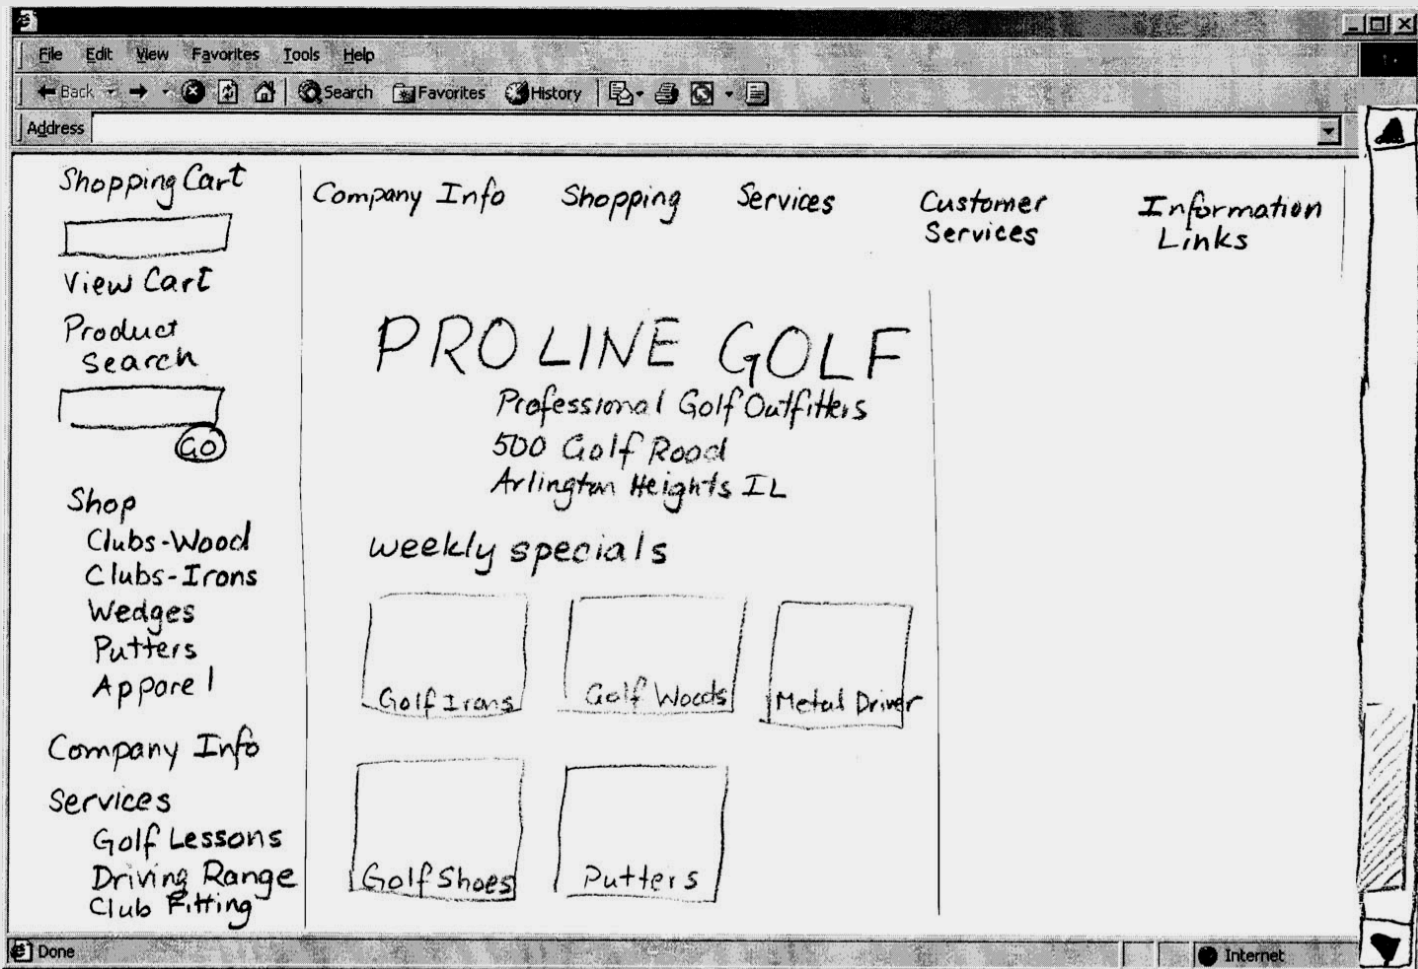 File Edit View Favorites Tools Help
Back Search Favorites History
Address
Shopping Cart
View Cart
Product
Search
GO
Shop
Clubs-Wood
Clubs-Irons
Wedges
Putters
Apparel
Company Info
Services
Golf Lessons
Driving Range
Club Fitting
Company Info Shopping Services Customer Services Information Links
PRO LINE GOLF
Professional Golf Outfitters
500 Golf Road
Arlington Heights IL
weekly specials
Golf Irons Golf Woods Metal Driver
Golf Shoes Putters
Done Internet